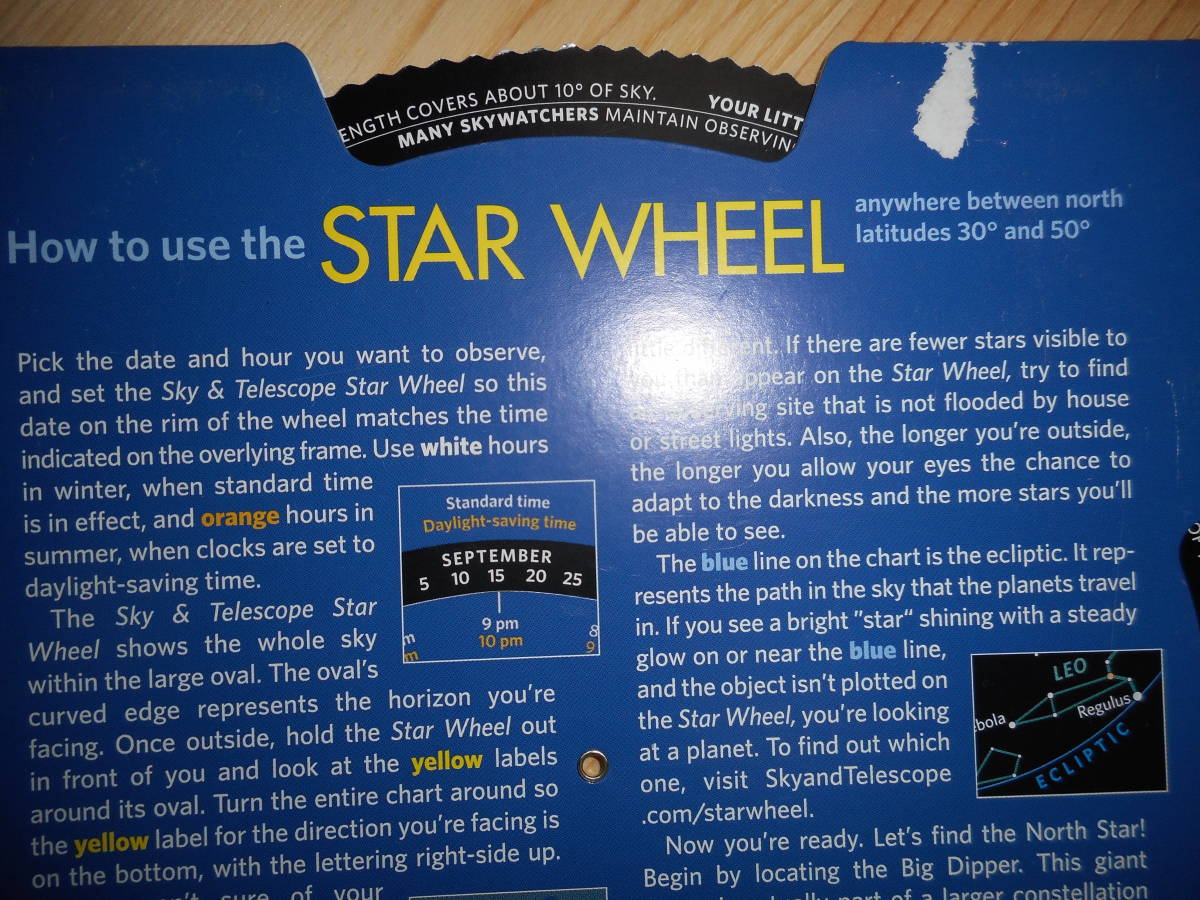 ENGTH COVERS ABOUT 10° OF SKY. YOUR LITT
MANY SKYWATCHERS MAINTAIN OBSERVIN
How to use the STAR WHEEL
anywhere between north
latitudes 30° and 50°
Pick the date and hour you want to observe,
and set the Sky & Telescope Star Wheel so this
date on the rim of the wheel matches the time
indicated on the overlying frame. Use white hours
in winter, when standard time
is in effect, and orange hours in
summer, when clocks are set to
daylight-saving time.
The Sky & Telescope Star
Wheel shows the whole sky
within the large oval. The oval's
curved edge represents the horizon you're
facing. Once outside, hold the Star Wheel out
in front of you and look at the yellow labels
around its oval. Turn the entire chart around so
the yellow label for the direction you're facing is
on the bottom, with the lettering right-side up.
sure of your
Standard time
Daylight-saving time
SEPTEMBER
5 10 15 20 25
m 9 pm 8
m 10 pm 9
little different. If there are fewer stars visible to
you than appear on the Star Wheel, try to find
an observing site that is not flooded by house
or street lights. Also, the longer you're outside,
the longer you allow your eyes the chance to
adapt to the darkness and the more stars you'll
be able to see.
The blue line on the chart is the ecliptic. It rep-
resents the path in the sky that the planets travel
in. If you see a bright "star“ shining with a steady
glow on or near the blue line,
and the object isn't plotted on
the Star Wheel, you're looking
at a planet. To find out which
one, visit SkyandTelescope
.com/starwheel.
Now you're ready. Let's find the North Star!
Begin by locating the Big Dipper. This giant
part of a larger constellation
LEO
bola
Regulus
ECLIPTIC